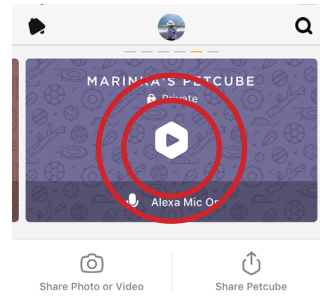 MARINKA'S PETCUBE
Private
Alexa Mic On
Share Photo or Video
Share Petcube